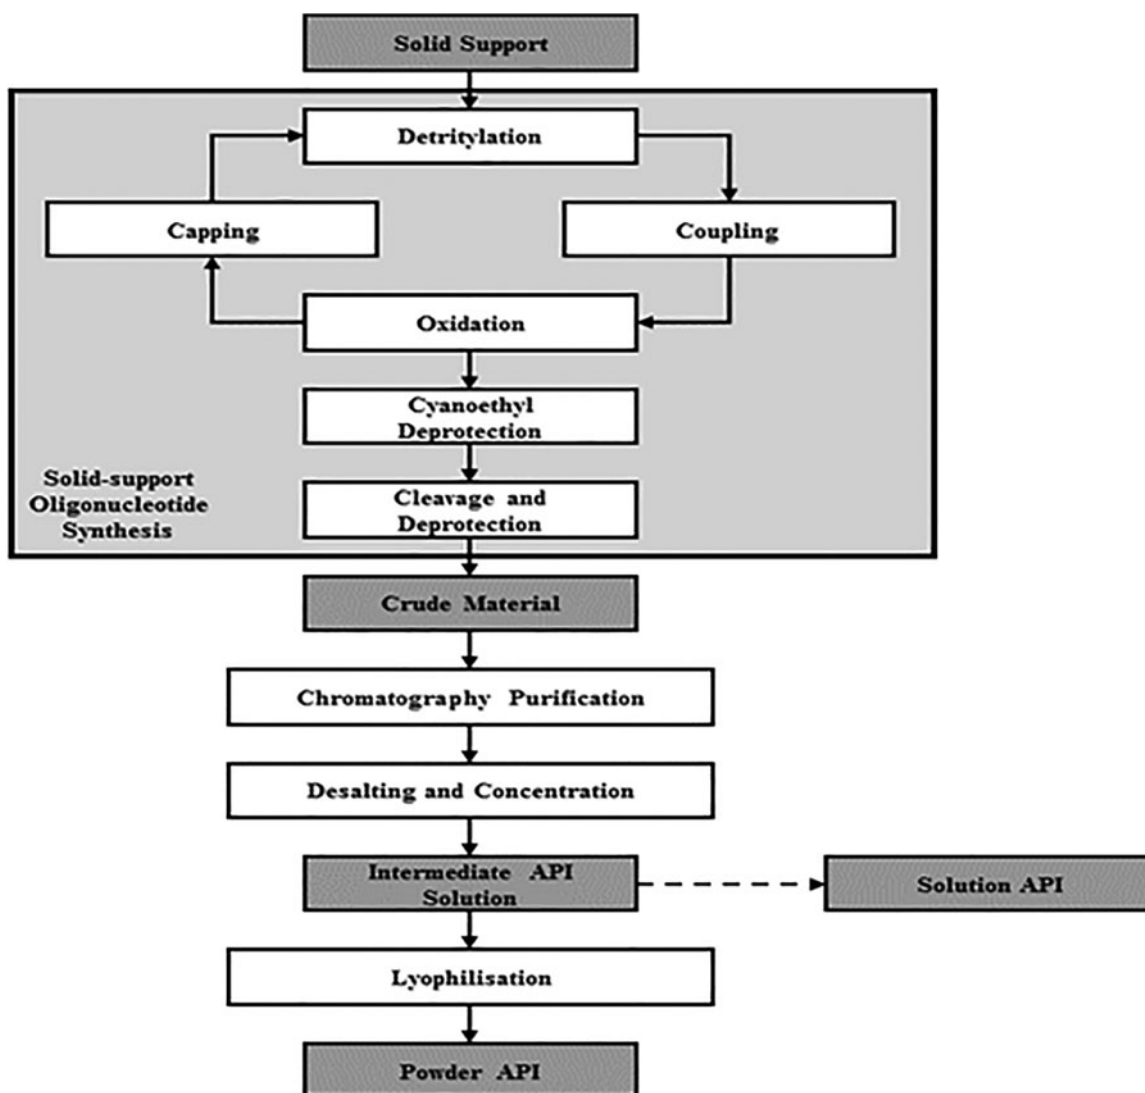 Solid Support
Detritylation
Capping
Coupling
Oxidation
Cyanoethyl
Deprotection
Solid-support
Oligonucleotide
Synthesis
Cleavage and
Deprotection
Crude Material
Chromatography Purification
Desalting and Concentration
Intermediate API
Solution
Solution API
Lyophilisation
Powder API